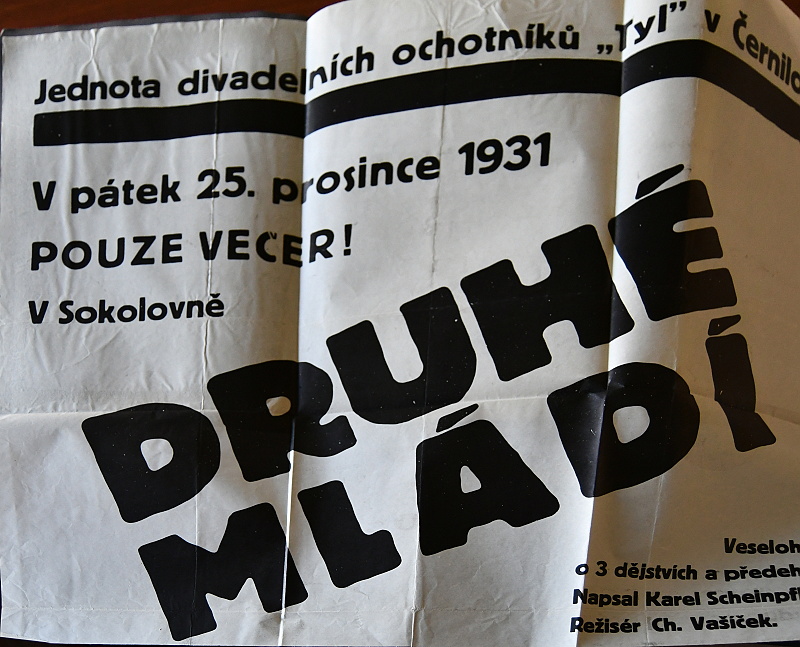 Jednota divadelních ochotníků „Tyl” v Černilo
V pátek 25. prosince 1931
POUZE VEČER!
V Sokolovně
DRUHÉ
MLÁDÍ
Veseloh
o 3 dějstvích a předeh
Napsal Karel Scheinpfl
Režisér Ch. Vašíček.